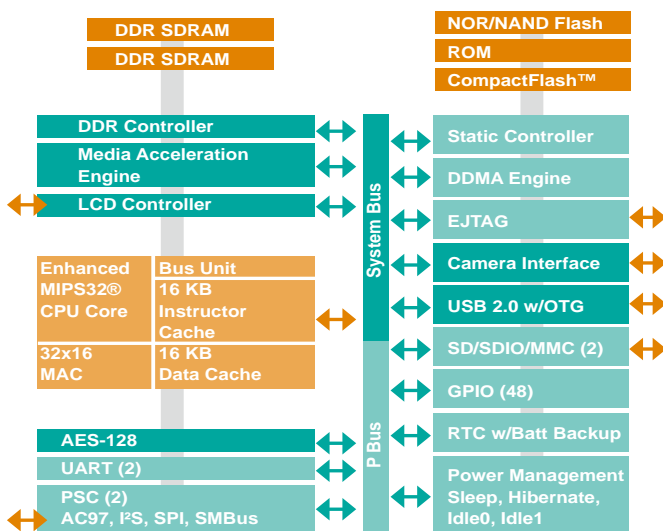 DDR SDRAM
DDR SDRAM
NOR/NAND Flash
ROM
CompactFlash™
DDR Controller
Media Acceleration
Engine
LCD Controller
Enhanced
MIPS32®
CPU Core
Bus Unit
16 KB
Instructor
Cache
32x16
MAC
16 KB
Data Cache
AES-128
UART (2)
PSC (2)
AC97, I²S, SPI, SMBus
System Bus
P Bus
Static Controller
DDMA Engine
EJTAG
Camera Interface
USB 2.0 w/OTG
SD/SDIO/MMC (2)
GPIO (48)
RTC w/Batt Backup
Power Management
Sleep, Hibernate,
Idle0, Idle1